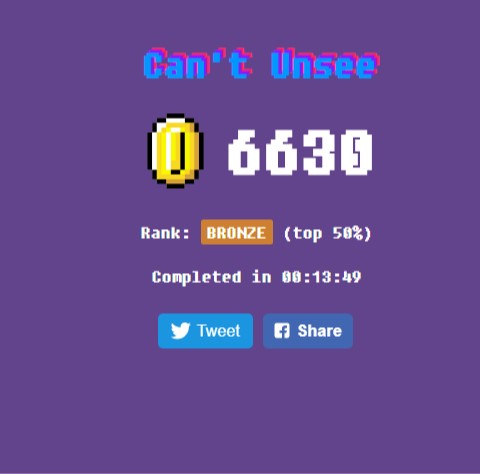 Can't Unsee
6630
Rank: BRONZE (top 50%)
Completed in 00:13:49
Tweet Share